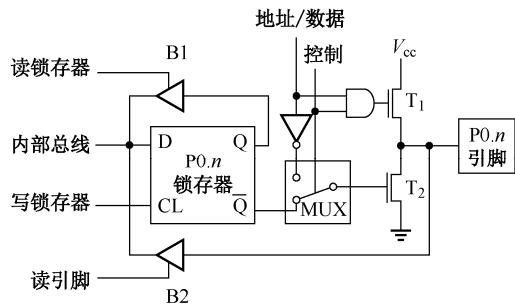 地址/数据
控制
B1
Vcc
读锁存器
T1
内部总线
D
Q
P0.n
锁存器
P0.n
引脚
T2
写锁存器
CL
Q̅
MUX
读引脚
B2